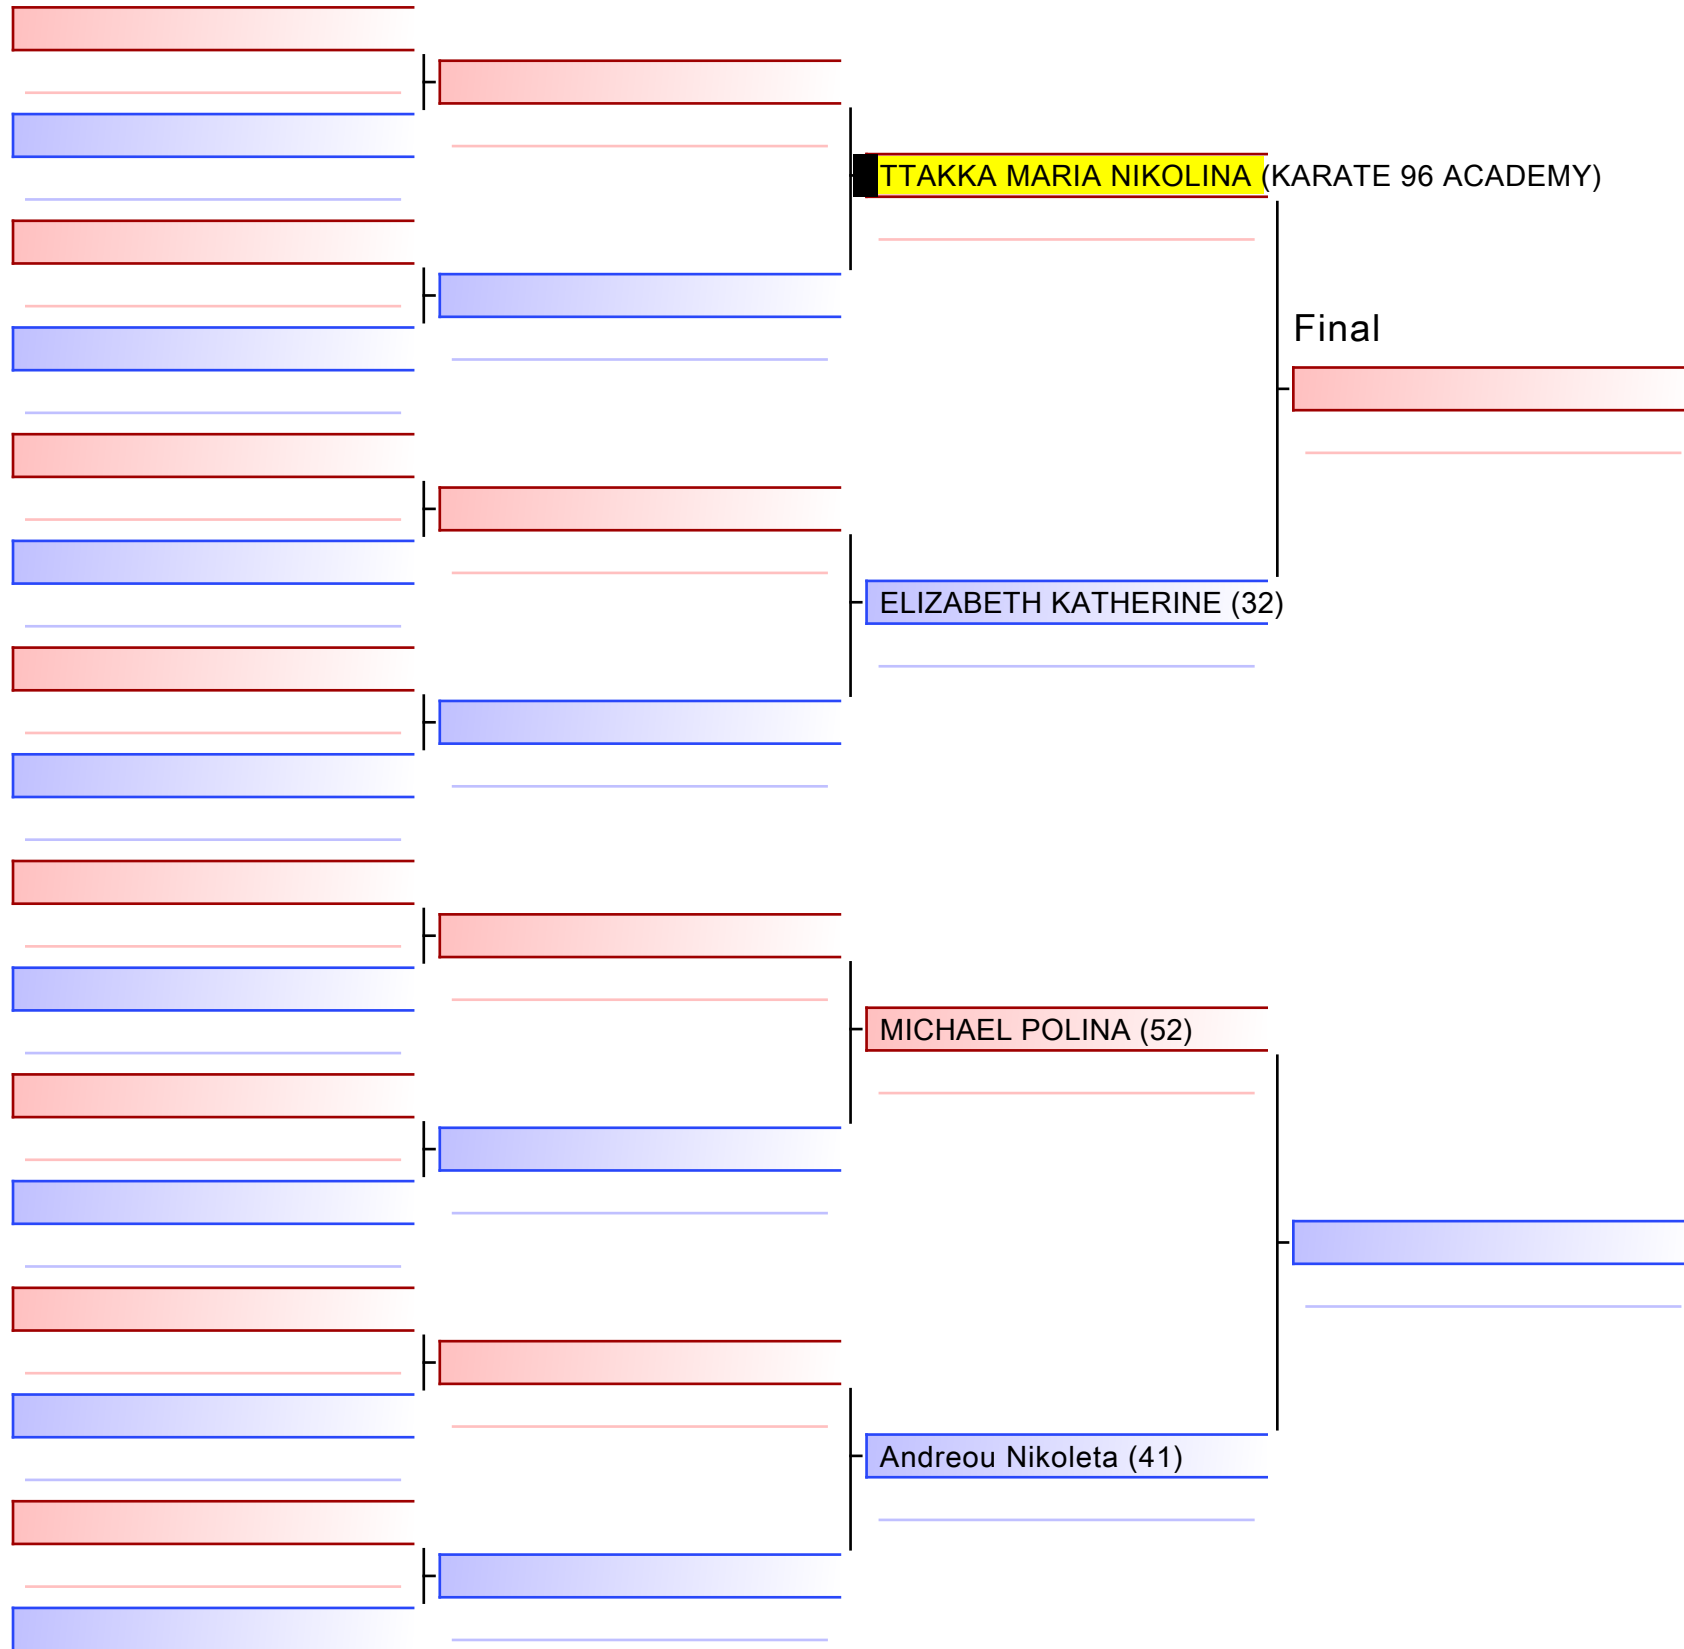 TTAKKA MARIA NIKOLINA (KARATE 96 ACADEMY)
Final
ELIZABETH KATHERINE (32)
MICHAEL POLINA (52)
Andreou Nikoleta (41)